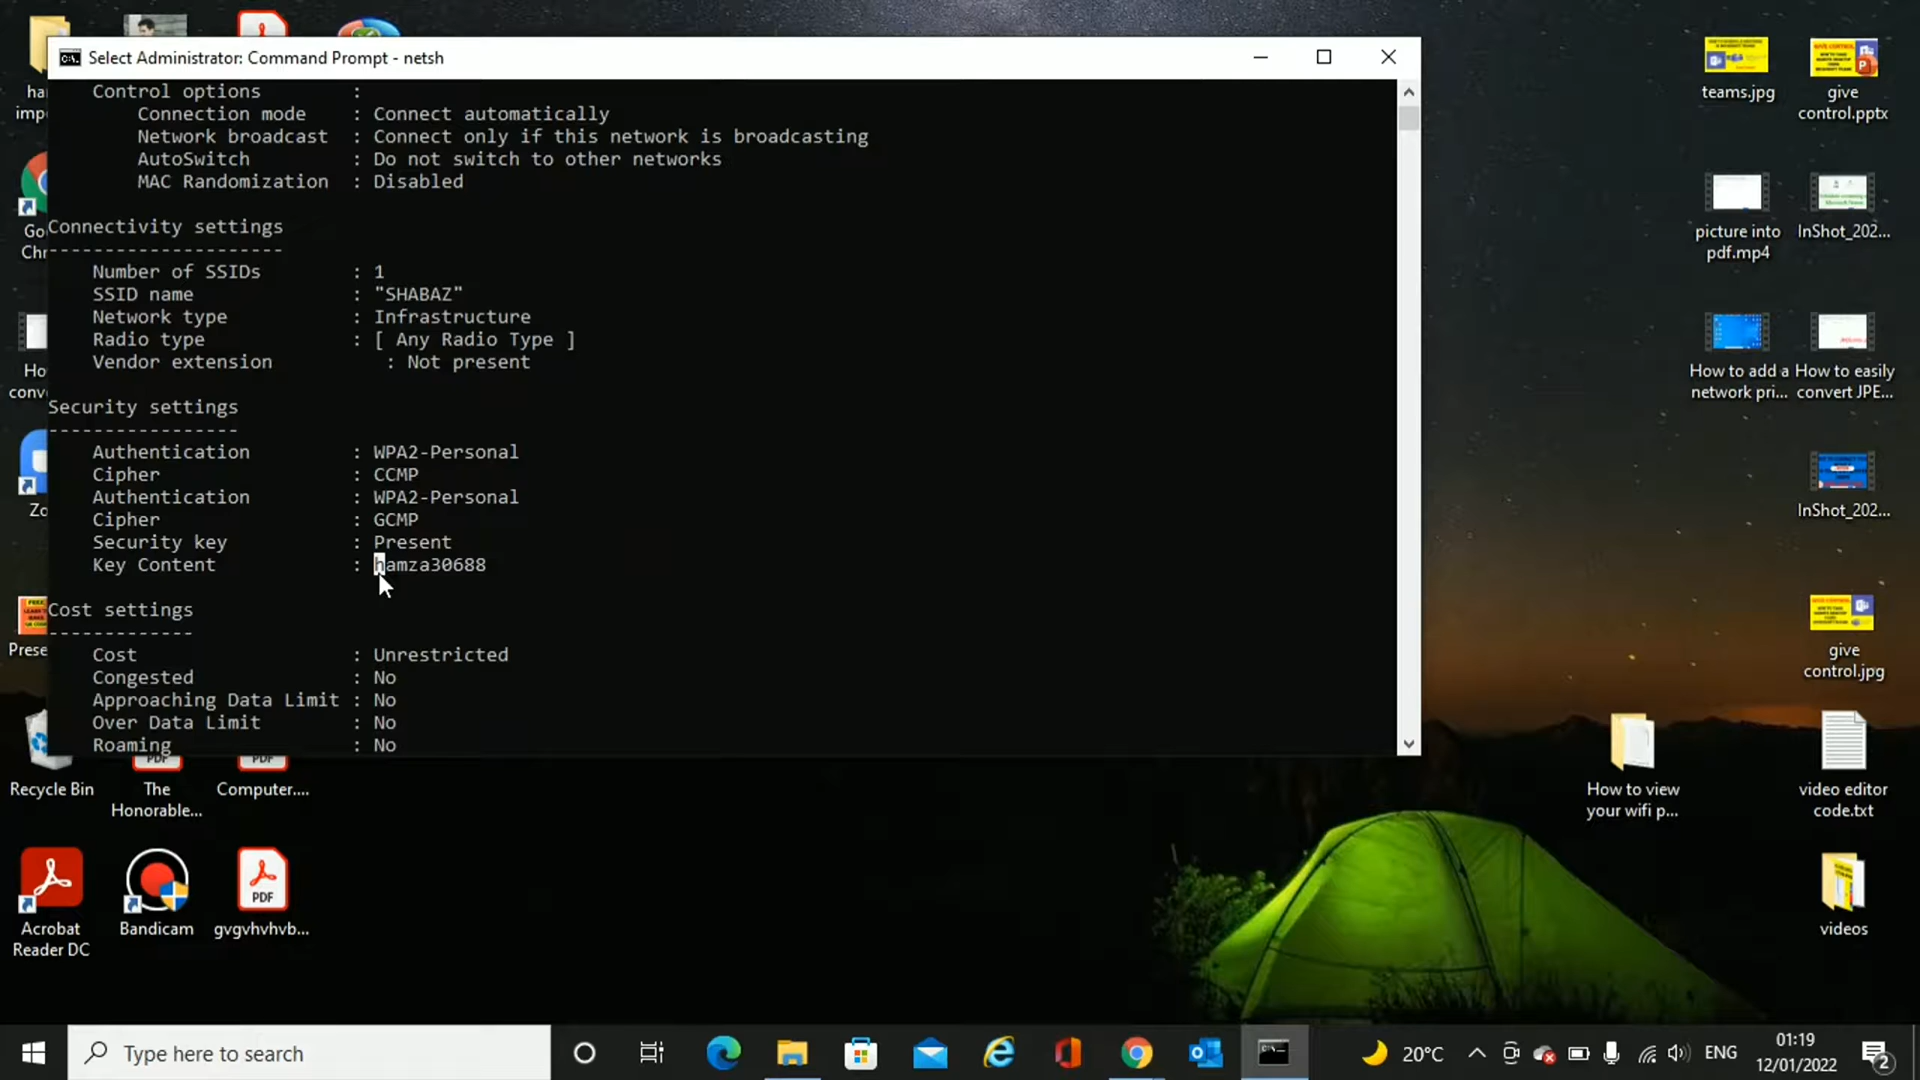 Select Administrator: Command Prompt - netsh
Control options :
Connection mode : Connect automatically
Network broadcast : Connect only if this network is broadcasting
AutoSwitch : Do not switch to other networks
MAC Randomization : Disabled
Connectivity settings
---------------------
Number of SSIDs : 1
SSID name : "SHABAZ"
Network type : Infrastructure
Radio type : [ Any Radio Type ]
Vendor extension : Not present
Security settings
-----------------
Authentication : WPA2-Personal
Cipher : CCMP
Authentication : WPA2-Personal
Cipher : GCMP
Security key : Present
Key Content : hamza30688
Cost settings
-------------
Cost : Unrestricted
Congested : No
Approaching Data Limit : No
Over Data Limit : No
Roaming : No
teams.jpg
give
control.pptx
picture into
pdf.mp4
InShot_202...
How to add a
network pri...
How to easily
convert JPE...
InShot_202...
give
control.jpg
How to view
your wifi p...
video editor
code.txt
videos
Recycle Bin
The
Honorable...
Computer....
Acrobat
Reader DC
Bandicam
PDF
gvgvhvhvb...
Type here to search
20°C
ENG
01:19
12/01/2022
2